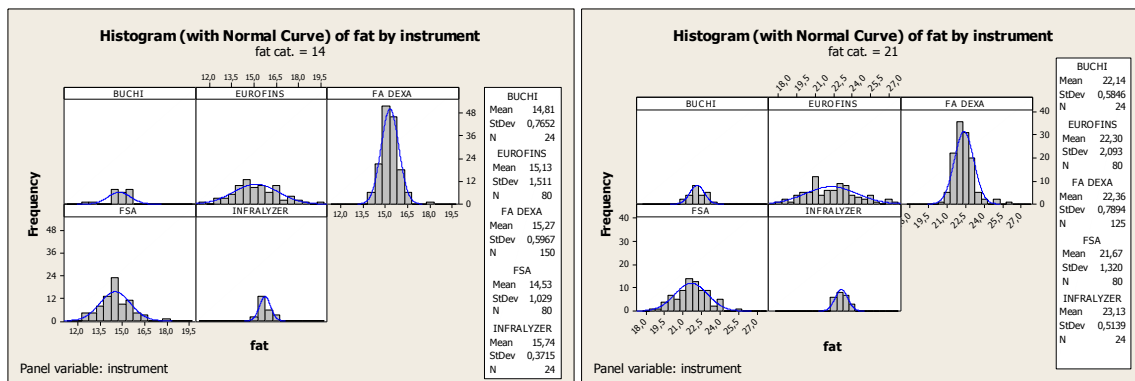 Histogram (with Normal Curve) of fat by instrument
fat cat. = 14
12,0 13,5 15,0 16,5 18,0 19,5
BUCHI EUROFINS FA DEXA
48
36
24
12
0
FSA INFRALYZER
48
36
24
12
0
12,0 13,5 15,0 16,5 18,0 19,5
12,0 13,5 15,0 16,5 18,0 19,5
Frequency
fat
Panel variable: instrument
BUCHI
Mean 14,81
StDev 0,7652
N 24
EUROFINS
Mean 15,13
StDev 1,511
N 80
FA DEXA
Mean 15,27
StDev 0,5967
N 150
FSA
Mean 14,53
StDev 1,029
N 80
INFRALYZER
Mean 15,74
StDev 0,3715
N 24
Histogram (with Normal Curve) of fat by instrument
fat cat. = 21
18,0 19,5 21,0 22,5 24,0 25,5 27,0
BUCHI EUROFINS FA DEXA
40
30
20
10
0
FSA INFRALYZER
40
30
20
10
0
18,0 19,5 21,0 22,5 24,0 25,5 27,0
19,5 21,0 22,5 24,0 25,5 27,0
Frequency
fat
Panel variable: instrument
BUCHI
Mean 22,14
StDev 0,5846
N 24
EUROFINS
Mean 22,30
StDev 2,093
N 80
FA DEXA
Mean 22,36
StDev 0,7894
N 125
FSA
Mean 21,67
StDev 1,320
N 80
INFRALYZER
Mean 23,13
StDev 0,5139
N 24